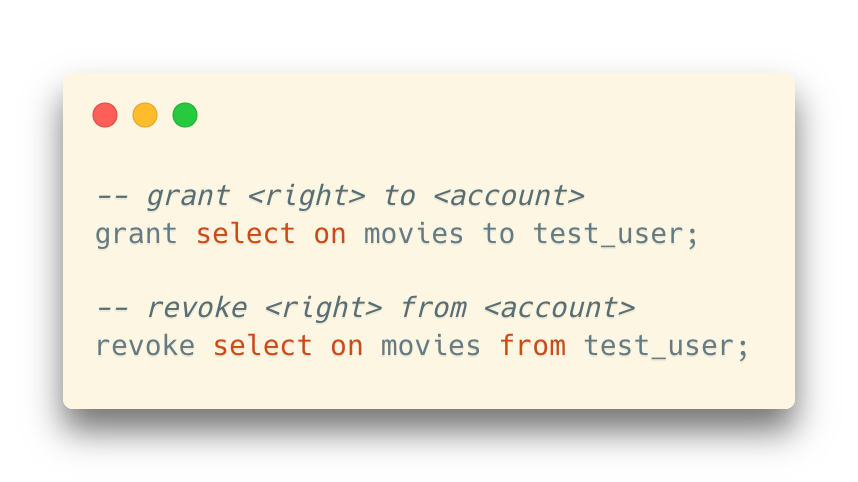 -- grant <right> to <account>
grant select on movies to test_user;
-- revoke <right> from <account>
revoke select on movies from test_user;